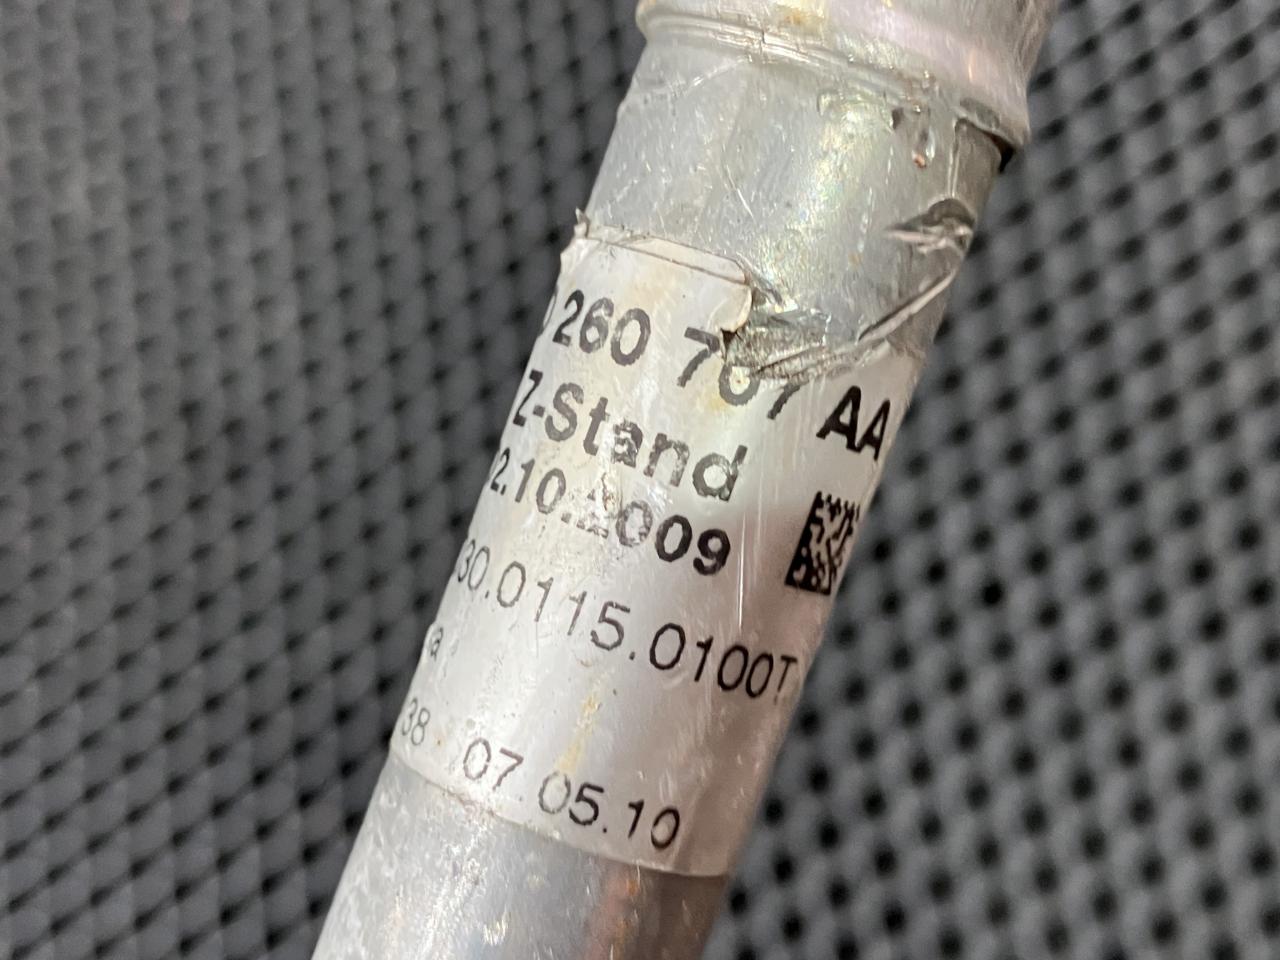 260 707 AA
Z-Stand
2.10.2009
30.0115.0100T
a
38 07.05.10